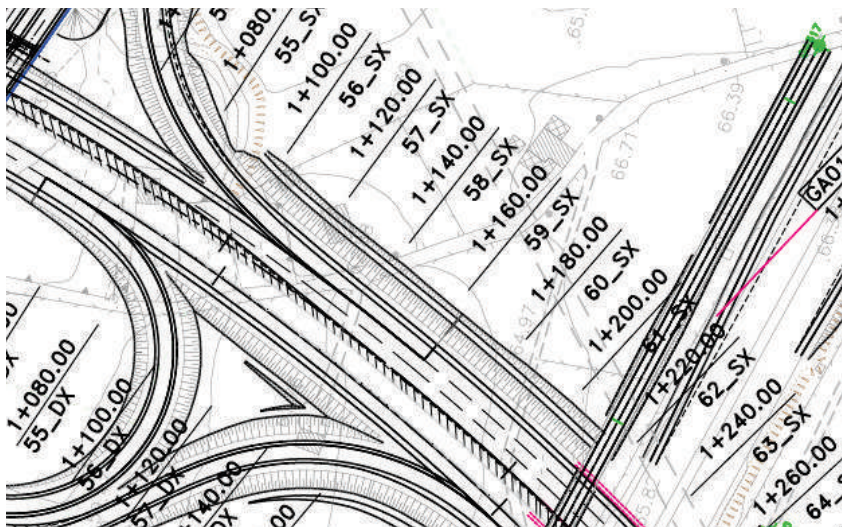 1+080.00
55_SX
1+100.00
56_SX
1+120.00
57_SX
1+140.00
58_SX
1+160.00
59_SX
1+180.00
60_SX
1+200.00
61_SX
1+220.00
62_SX
1+240.00
63_SX
1+260.00
66.39
66.71
GA01
1+080.00
55_DX
1+100.00
56_DX
1+120.00
57_DX